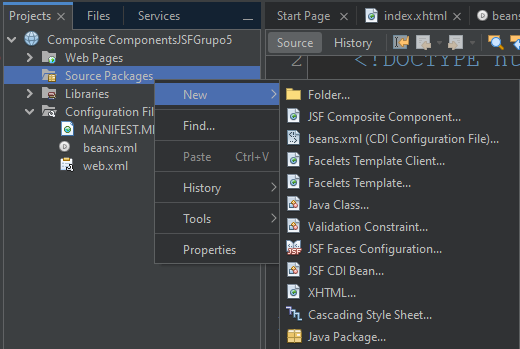 Projects × Files Services
Composite ComponentsJSFGrupo5
Web Pages
Source Packages
Libraries
Configuration Fil
MANIFEST.M
beans.xml
web.xml
Start Page × index.xhtml × beans
Source History
2 <!DOCTYPE
New
Find...
Paste Ctrl+V
History
Tools
Properties
Folder...
JSF Composite Component...
beans.xml (CDI Configuration File)...
Facelets Template Client...
Facelets Template...
Java Class...
Validation Constraint...
JSF Faces Configuration...
JSF CDI Bean...
XHTML...
Cascading Style Sheet...
Java Package...